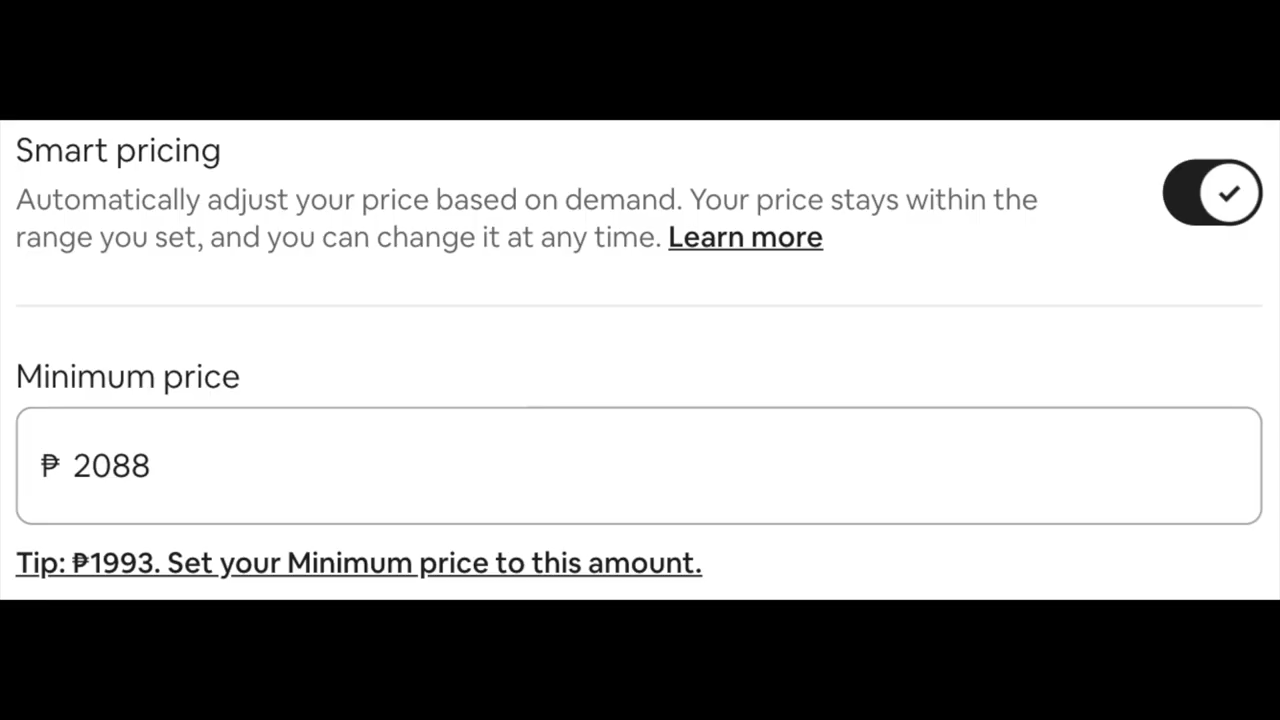 Smart pricing
Automatically adjust your price based on demand. Your price stays within the
range you set, and you can change it at any time. Learn more
Minimum price
₱ 2088
Tip: ₱1993. Set your Minimum price to this amount.